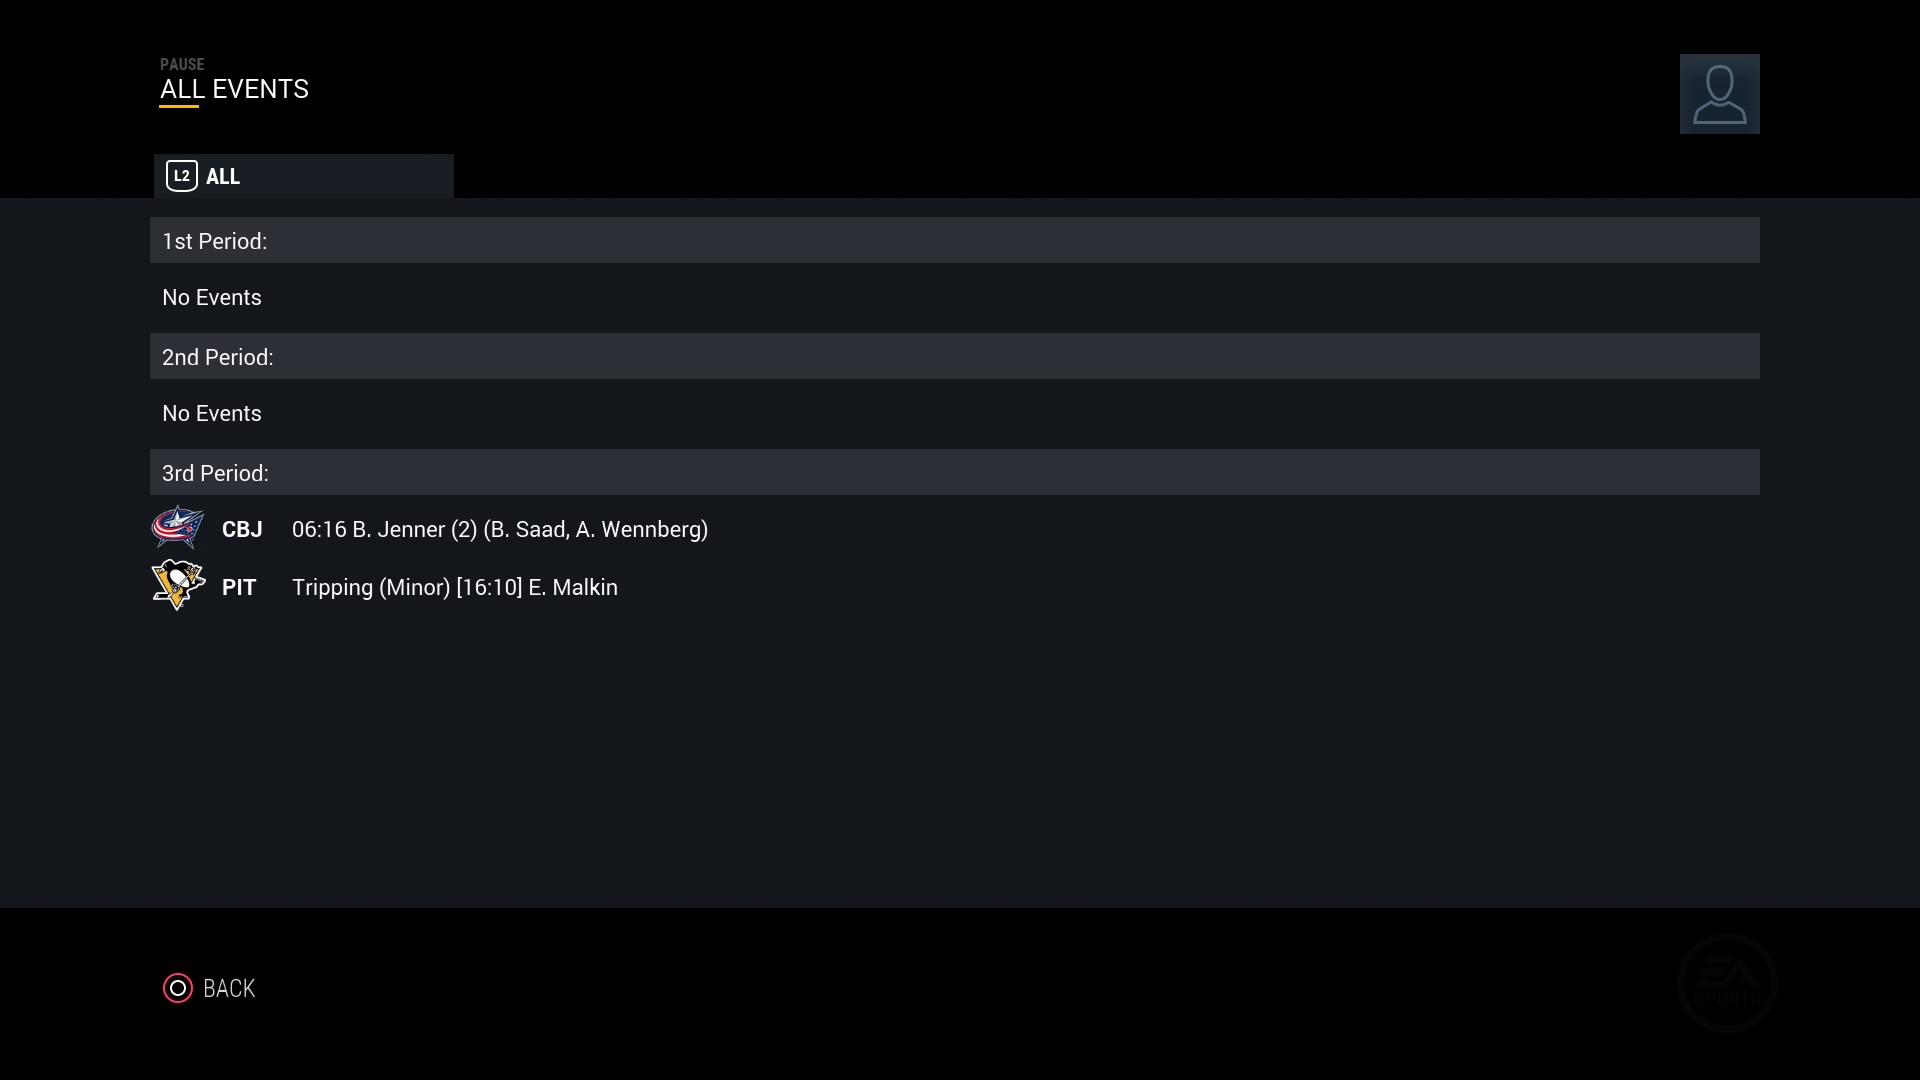 PAUSE
ALL EVENTS
L2 ALL
1st Period:
No Events
2nd Period:
No Events
3rd Period:
CBJ 06:16 B. Jenner (2) (B. Saad, A. Wennberg)
PIT Tripping (Minor) [16:10] E. Malkin
BACK
EA
SPORTS